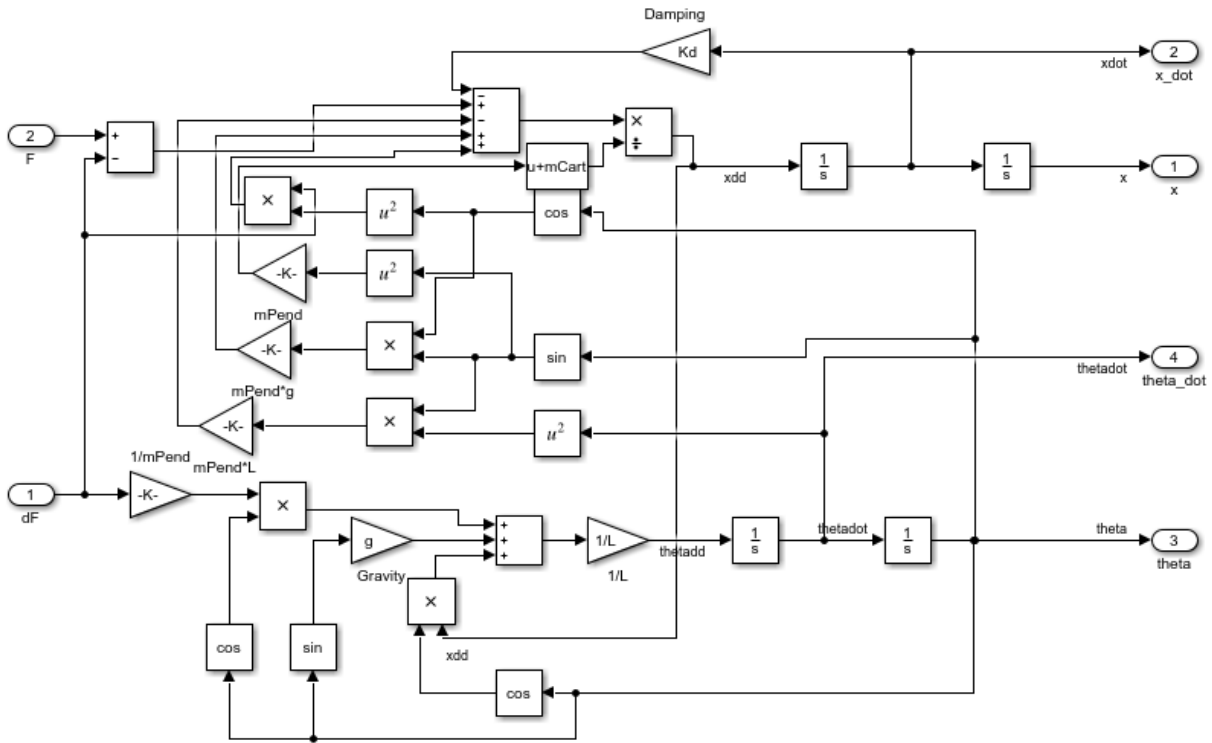 Damping
Kd
xdot
2
x_dot
−
+
−
+
+
2
F
+
−
×
÷
u+mCart
xdd
1
s
1
s
x
1
x
×
u²
cos
-K-
u²
mPend
-K-
×
sin
thetadot
4
theta_dot
mPend*g
-K-
×
u²
1/mPend
mPend*L
1
dF
-K-
×
g
Gravity
+
+
+
1/L
1/L
thetadd
1
s
thetadot
1
s
theta
3
theta
×
cos
sin
xdd
cos